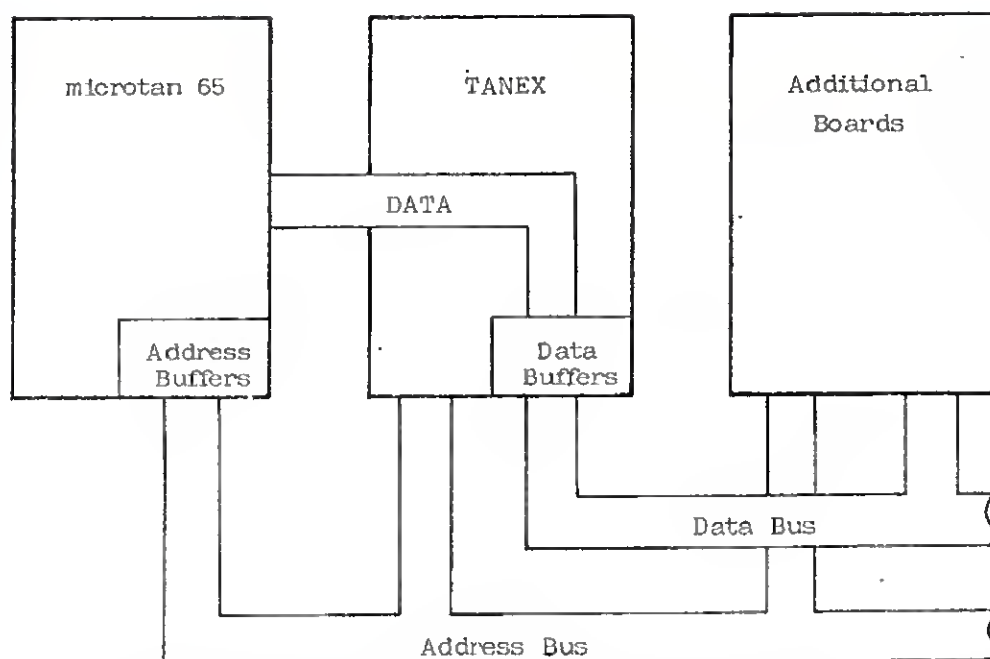 microtan 65
TANEX
Additional
Boards
DATA
Address
Buffers
Data
Buffers
Data Bus
Address Bus